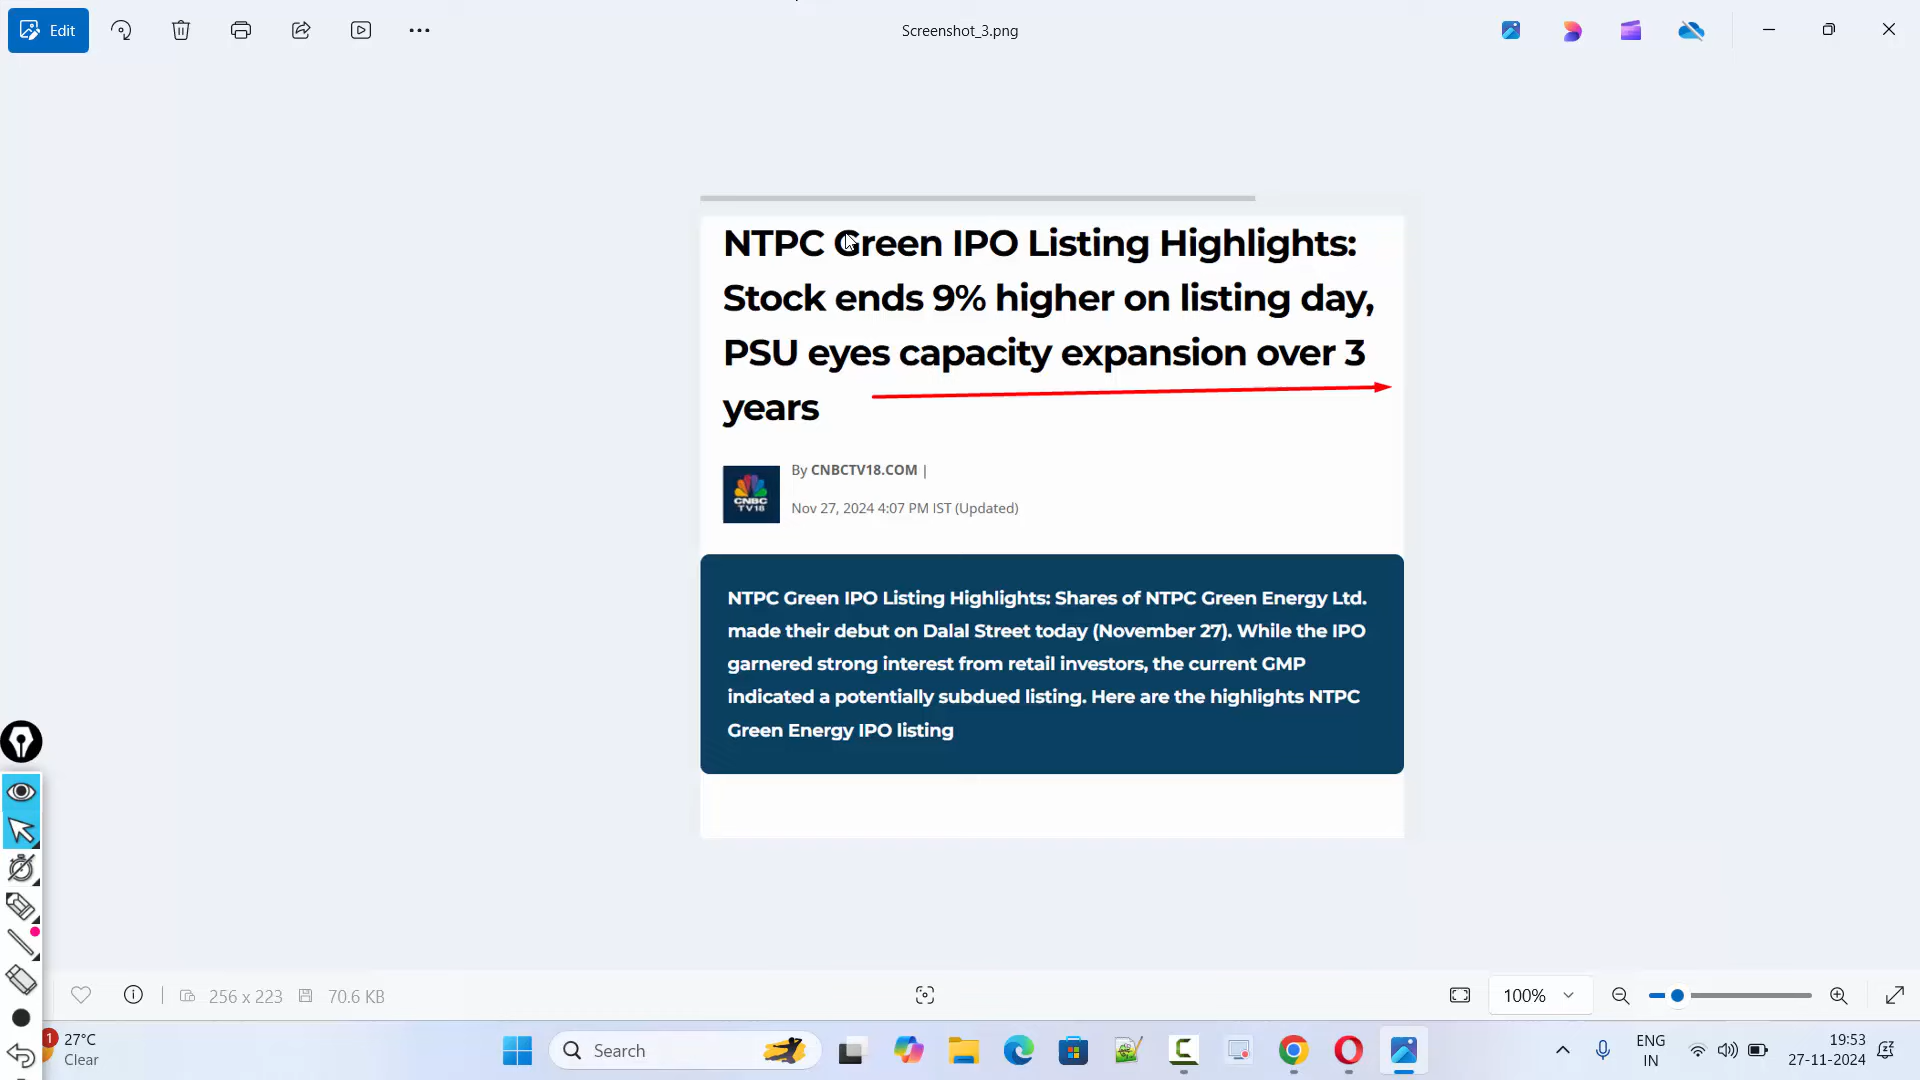 Edit
Screenshot_3.png
NTPC Green IPO Listing Highlights:
Stock ends 9% higher on listing day,
PSU eyes capacity expansion over 3
years
By CNBCTV18.COM |
CNBC
TV18
Nov 27, 2024 4:07 PM IST (Updated)
NTPC Green IPO Listing Highlights: Shares of NTPC Green Energy Ltd.
made their debut on Dalal Street today (November 27). While the IPO
garnered strong interest from retail investors, the current GMP
indicated a potentially subdued listing. Here are the highlights NTPC
Green Energy IPO listing
256 x 223
70.6 KB
100%
1
27°C
Clear
Search
ENG
IN
19:53
27-11-2024